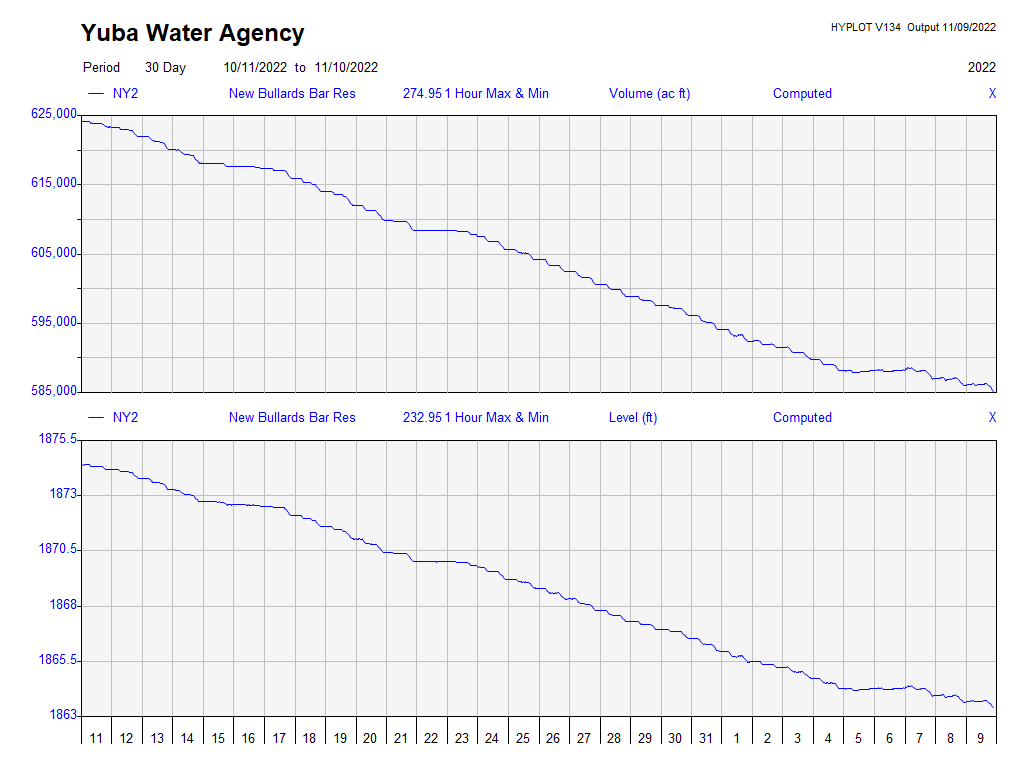 Yuba Water Agency
HYPLOT V134 Output 11/09/2022
Period 30 Day 10/11/2022 to 11/10/2022 2022
NY2 New Bullards Bar Res 274.95 1 Hour Max & Min Volume (ac ft) Computed X
625,000
615,000
605,000
595,000
585,000
NY2 New Bullards Bar Res 232.95 1 Hour Max & Min Level (ft) Computed X
1875.5
1873
1870.5
1868
1865.5
1863
11 12 13 14 15 16 17 18 19 20 21 22 23 24 25 26 27 28 29 30 31 1 2 3 4 5 6 7 8 9